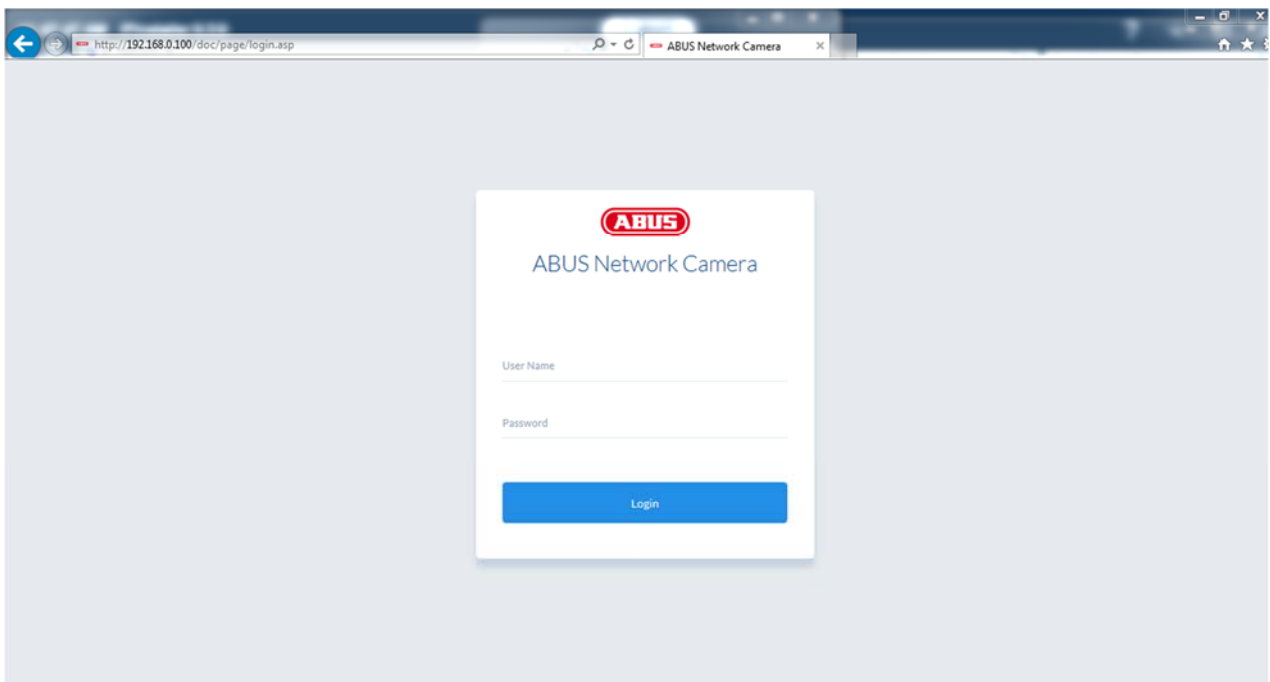 http://192.168.0.100/doc/page/login.asp
ABUS Network Camera
ABUS
ABUS Network Camera
User Name
Password
Login